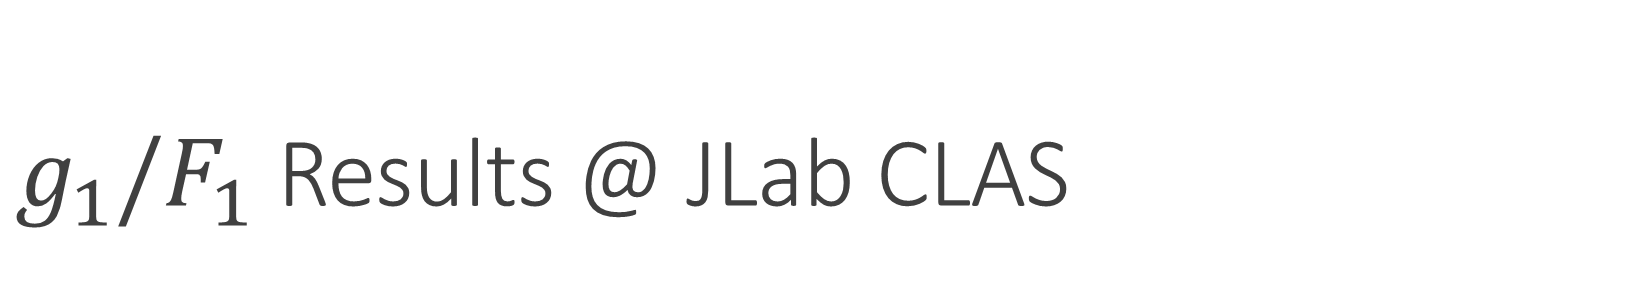 g₁/F₁ Results @ JLab CLAS